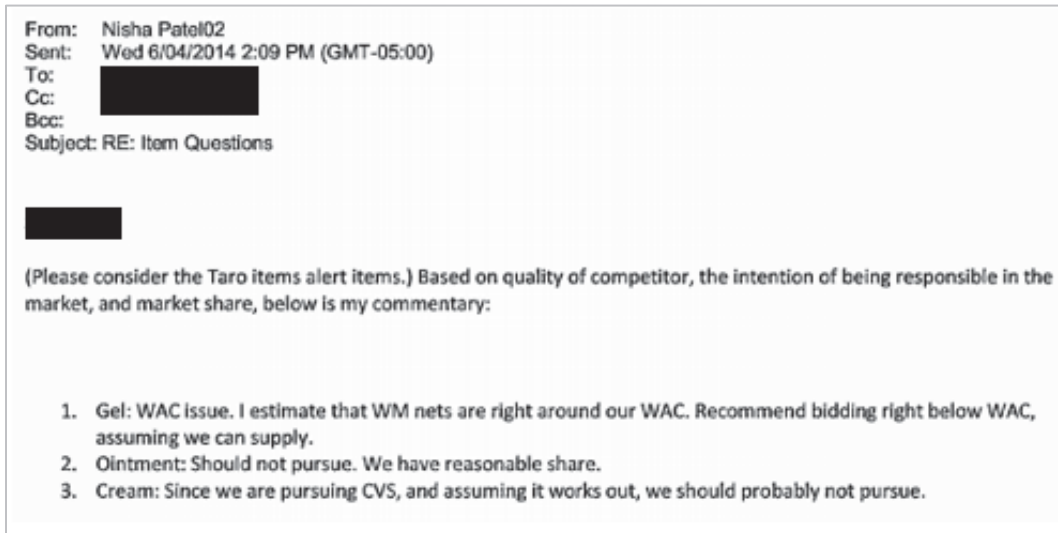 From: Nisha Patel02
Sent: Wed 6/04/2014 2:09 PM (GMT-05:00)
To:
Cc:
Bcc:
Subject: RE: Item Questions
(Please consider the Taro items alert items.) Based on quality of competitor, the intention of being responsible in the
market, and market share, below is my commentary:
1. Gel: WAC issue. I estimate that WM nets are right around our WAC. Recommend bidding right below WAC,
assuming we can supply.
2. Ointment: Should not pursue. We have reasonable share.
3. Cream: Since we are pursuing CVS, and assuming it works out, we should probably not pursue.